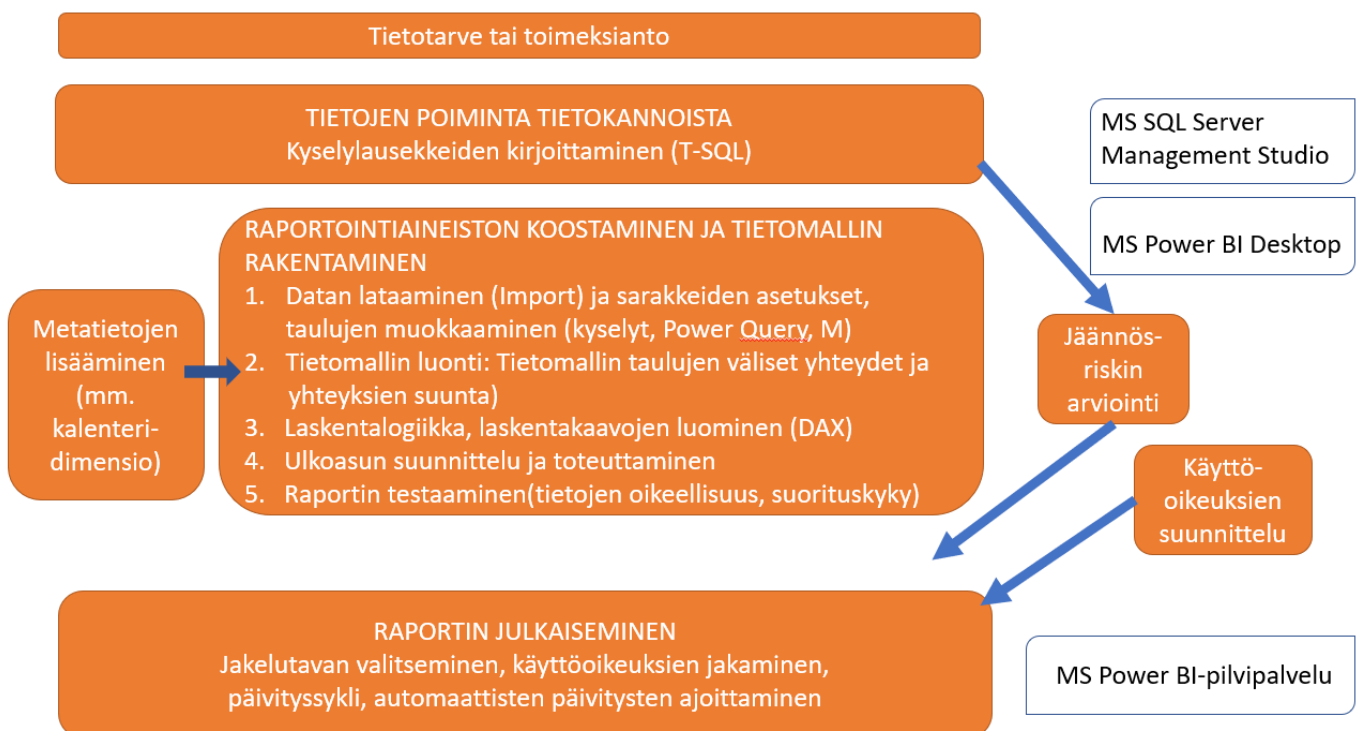 Tietotarve tai toimeksianto
TIETOJEN POIMINTA TIETOKANNOISTA
Kyselylausekkeiden kirjoittaminen (T-SQL)
MS SQL Server
Management Studio
MS Power BI Desktop
RAPORTOINTIAINEISTON KOOSTAMINEN JA TIETOMALLIN
RAKENTAMINEN
1. Datan lataaminen (Import) ja sarakkeiden asetukset,
taulujen muokkaaminen (kyselyt, Power Query, M)
2. Tietomallin luonti: Tietomallin taulujen väliset yhteydet ja
yhteyksien suunta)
3. Laskentalogiikka, laskentakaavojen luominen (DAX)
4. Ulkoasun suunnittelu ja toteuttaminen
5. Raportin testaaminen(tietojen oikeellisuus, suorituskyky)
Metatietojen
lisääminen
(mm.
kalenteri-
dimensio)
Jäännös-
riskin
arviointi
Käyttö-
oikeuksien
suunnittelu
RAPORTIN JULKAISEMINEN
Jakelutavan valitseminen, käyttöoikeuksien jakaminen,
päivityssykli, automaattisten päivitysten ajoittaminen
MS Power BI-pilvipalvelu